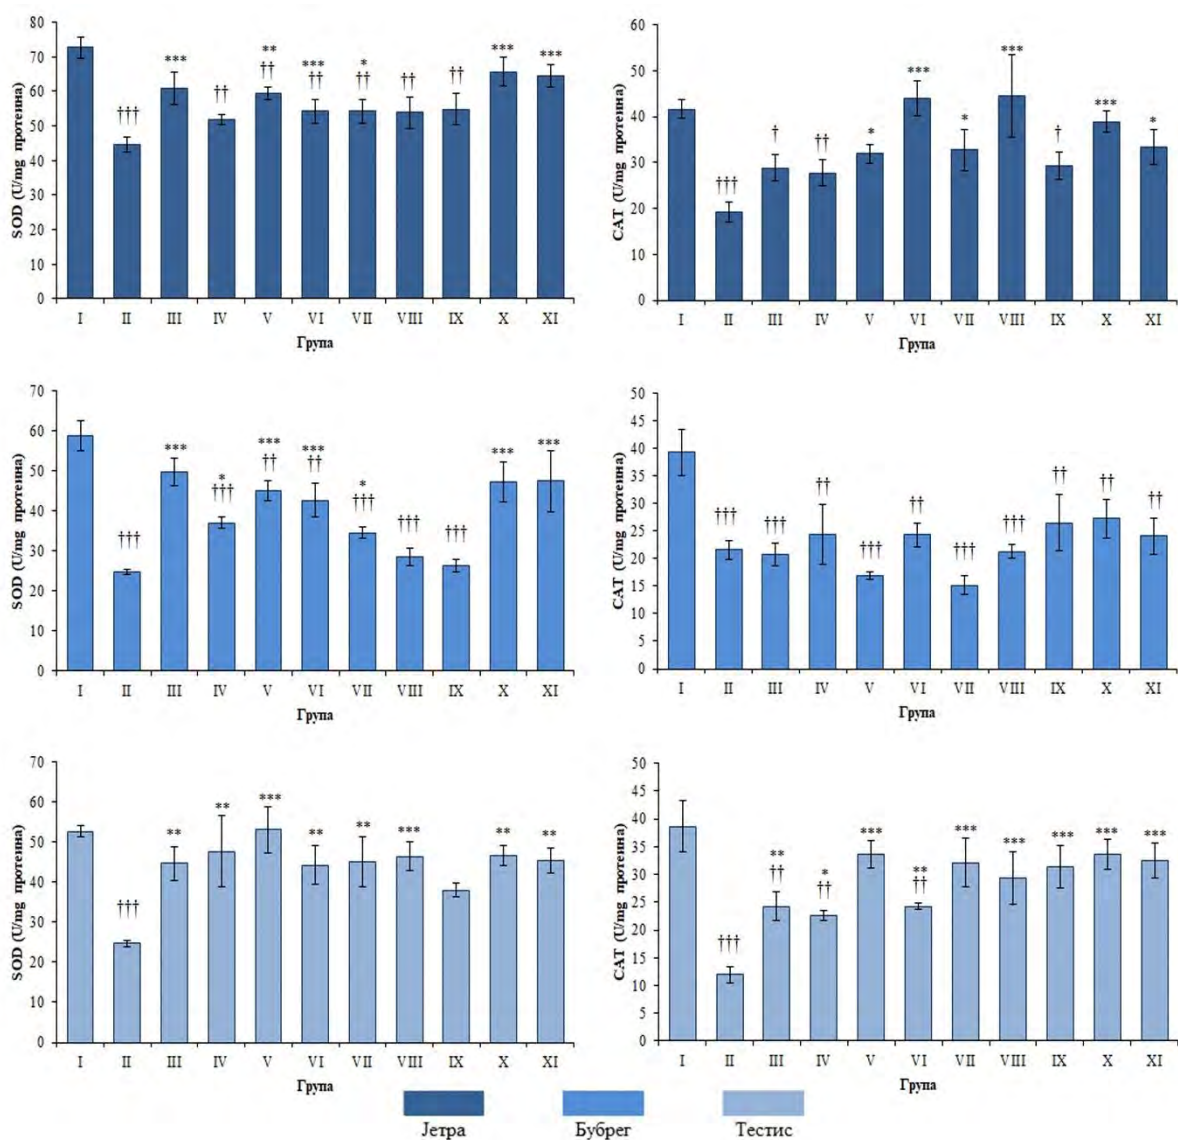 SOD (U/mg протеина)
80
70
60
50
40
30
20
10
0
††† *** †† ** †† *** †† * †† †† †† *** ***
I II III IV V VI VII VIII IX X XI
Група
CAT (U/mg протеина)
60
50
40
30
20
10
0
††† † †† * *** * *** † *** *
I II III IV V VI VII VIII IX X XI
Група
SOD (U/mg протеина)
70
60
50
40
30
20
10
0
††† *** * ††† *** †† *** †† * ††† ††† ††† *** ***
I II III IV V VI VII VIII IX X XI
Група
CAT (U/mg протеина)
50
45
40
35
30
25
20
15
10
5
0
††† ††† †† ††† †† ††† ††† †† †† ††
I II III IV V VI VII VIII IX X XI
Група
SOD (U/mg протеина)
70
60
50
40
30
20
10
0
††† ** ** *** ** ** *** ** **
I II III IV V VI VII VIII IX X XI
Група
CAT (U/mg протеина)
50
45
40
35
30
25
20
15
10
5
0
††† ** †† * †† *** ** †† *** *** *** *** ***
I II III IV V VI VII VIII IX X XI
Група
Јетра Бубрег Тестис